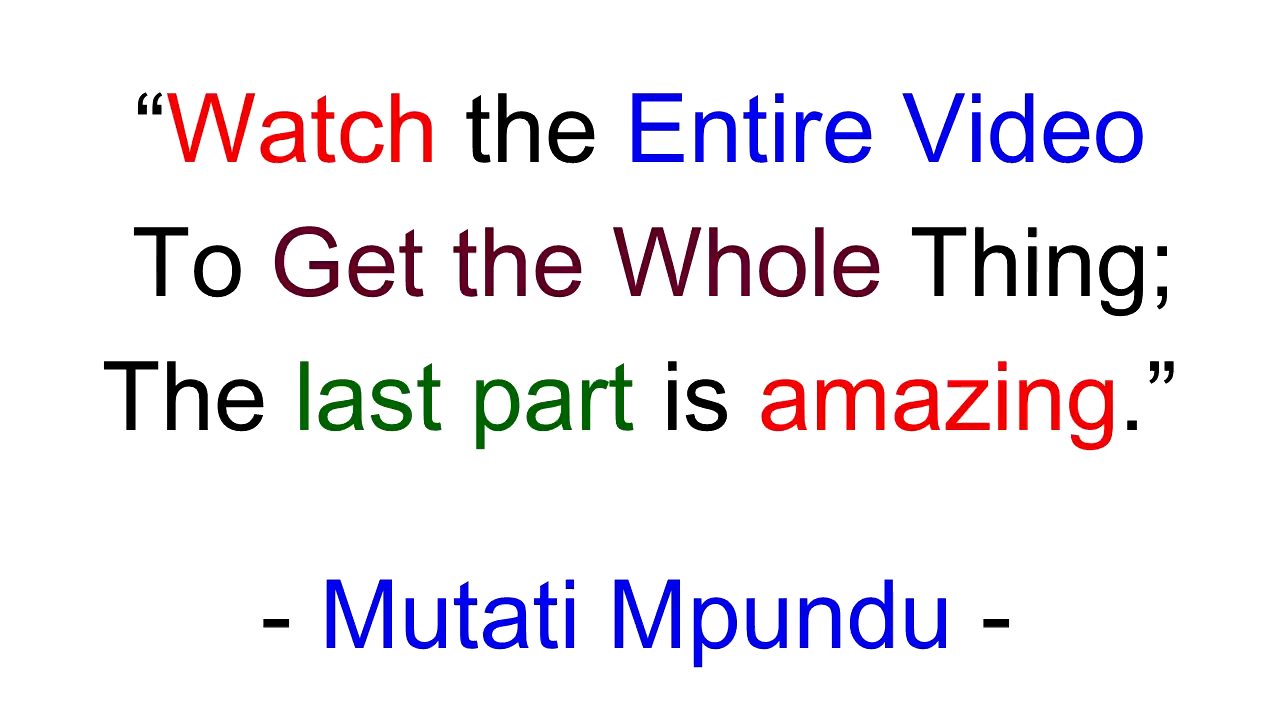 “Watch the Entire Video
To Get the Whole Thing;
The last part is amazing.”
- Mutati Mpundu -